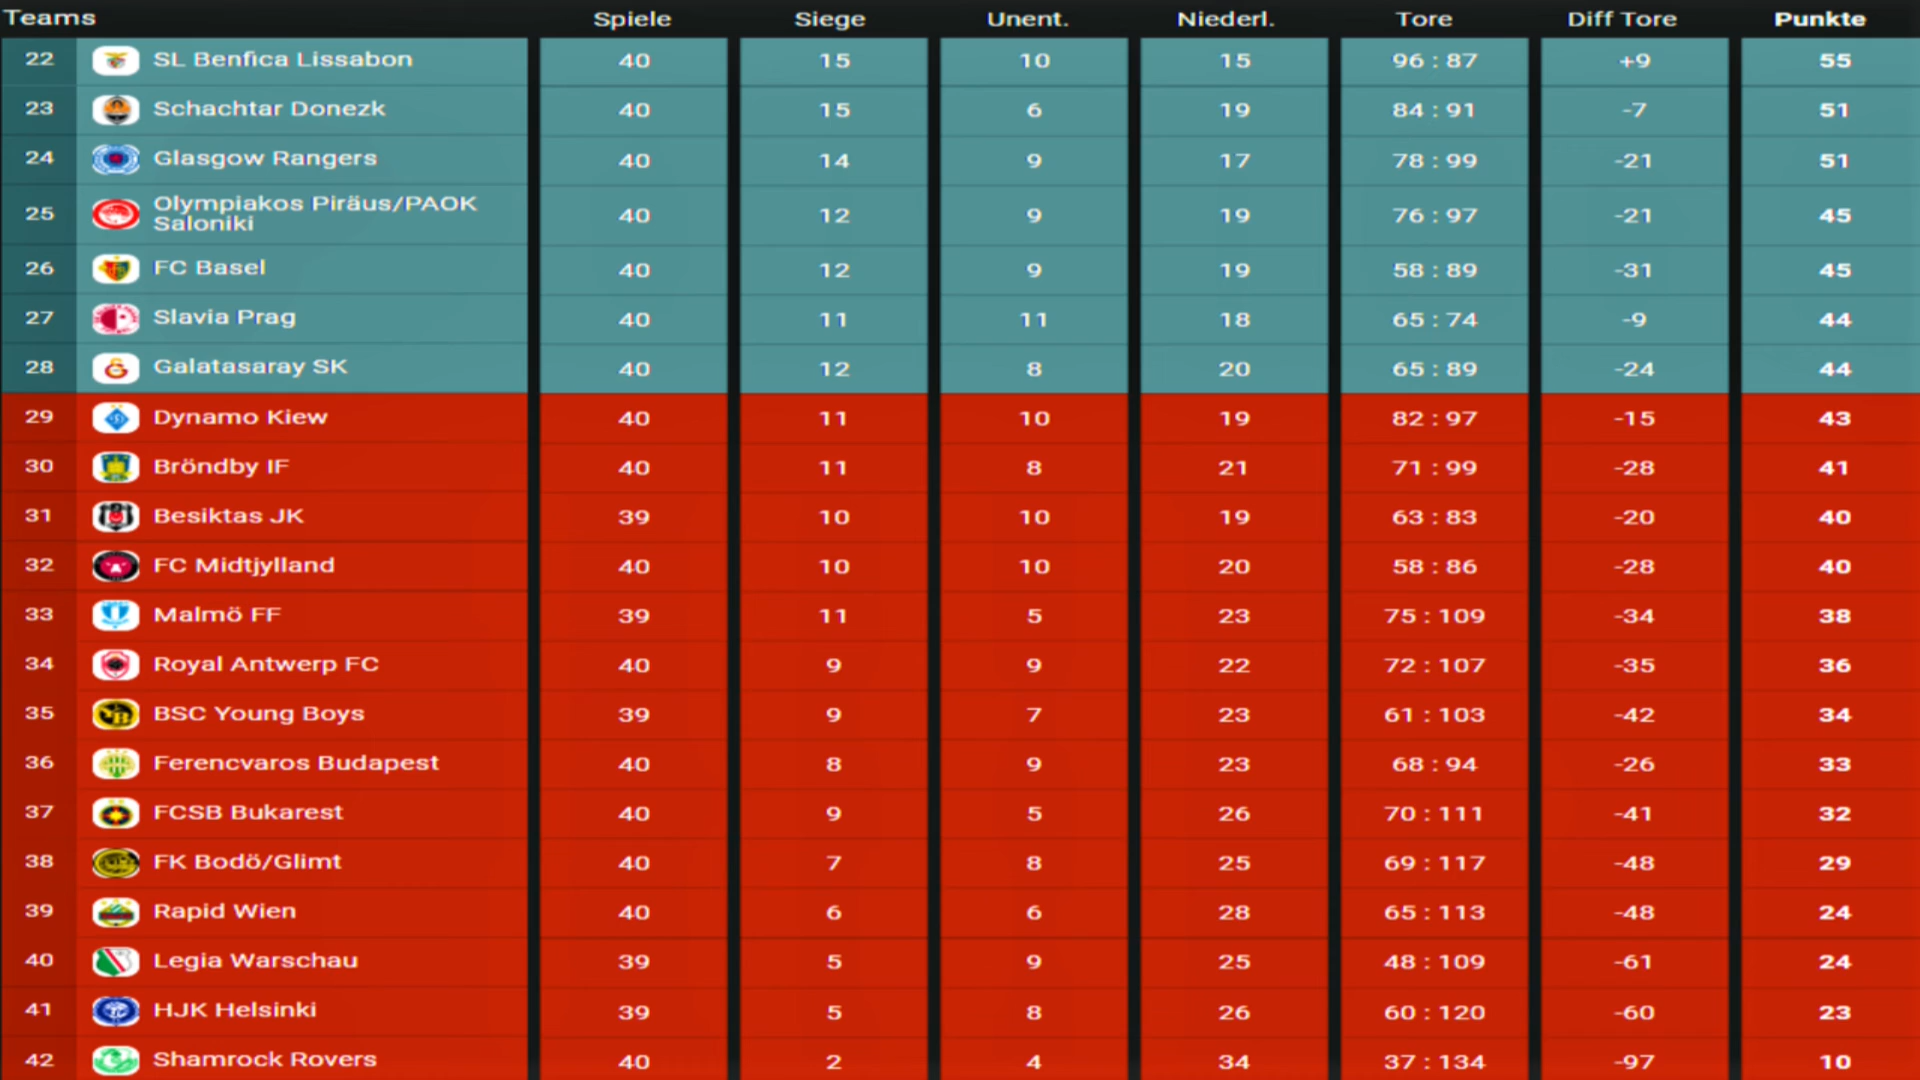 Teams Spiele Siege Unent. Niederl. Tore Diff Tore Punkte
22 SL Benfica Lissabon 40 15 10 15 96 : 87 +9 55
23 Schachtar Donezk 40 15 6 19 84 : 91 -7 51
24 Glasgow Rangers 40 14 9 17 78 : 99 -21 51
25 Olympiakos Piräus/PAOK Saloniki 40 12 9 19 76 : 97 -21 45
26 FC Basel 40 12 9 19 58 : 89 -31 45
27 Slavia Prag 40 11 11 18 65 : 74 -9 44
28 Galatasaray SK 40 12 8 20 65 : 89 -24 44
29 Dynamo Kiew 40 11 10 19 82 : 97 -15 43
30 Bröndby IF 40 11 8 21 71 : 99 -28 41
31 Besiktas JK 39 10 10 19 63 : 83 -20 40
32 FC Midtjylland 40 10 10 20 58 : 86 -28 40
33 Malmö FF 39 11 5 23 75 : 109 -34 38
34 Royal Antwerp FC 40 9 9 22 72 : 107 -35 36
35 BSC Young Boys 39 9 7 23 61 : 103 -42 34
36 Ferencvaros Budapest 40 8 9 23 68 : 94 -26 33
37 FCSB Bukarest 40 9 5 26 70 : 111 -41 32
38 FK Bodö/Glimt 40 7 8 25 69 : 117 -48 29
39 Rapid Wien 40 6 6 28 65 : 113 -48 24
40 Legia Warschau 39 5 9 25 48 : 109 -61 24
41 HJK Helsinki 39 5 8 26 60 : 120 -60 23
42 Shamrock Rovers 40 2 4 34 37 : 134 -97 10